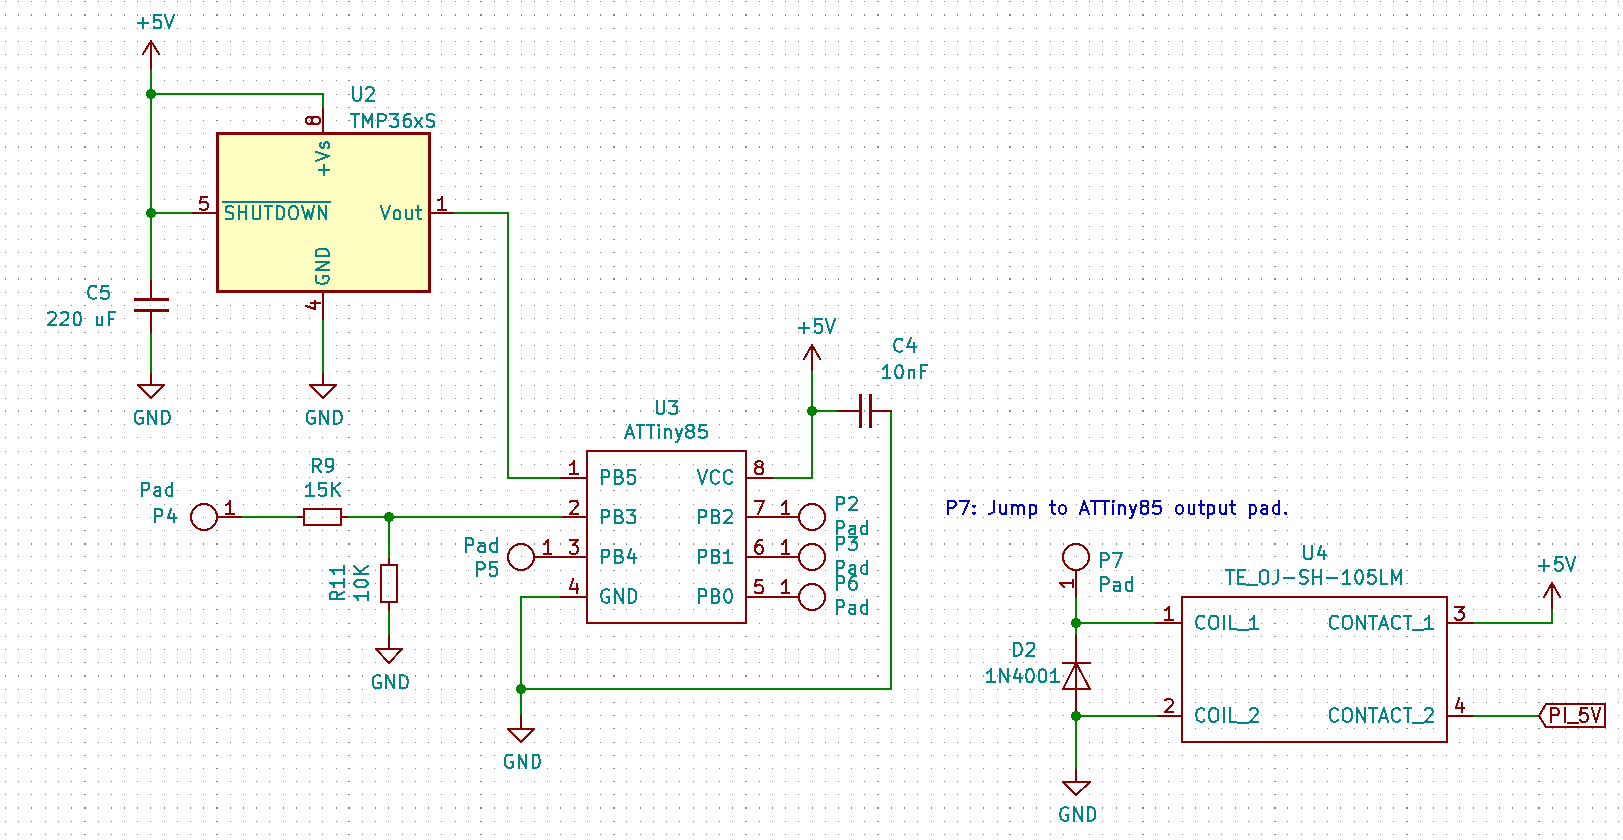 +5V
U2
TMP36xS
8
+Vs
5
SHUTDOWN
Vout
1
GND
4
C5
220 uF
GND
GND
+5V
C4
10nF
U3
ATTiny85
R9
15K
Pad
P4
1
1
PB5
VCC
8
2
PB3
PB2
7
1
P2
Pad
Pad
P5
1
3
PB4
PB1
6
1
P3
Pad
4
GND
PB0
5
1
P6
Pad
R11
10K
GND
GND
P7: Jump to ATTiny85 output pad.
P7
Pad
1
U4
TE_OJ-SH-105LM
+5V
1
COIL_1
CONTACT_1
3
D2
1N4001
2
COIL_2
CONTACT_2
4
PI_5V
GND